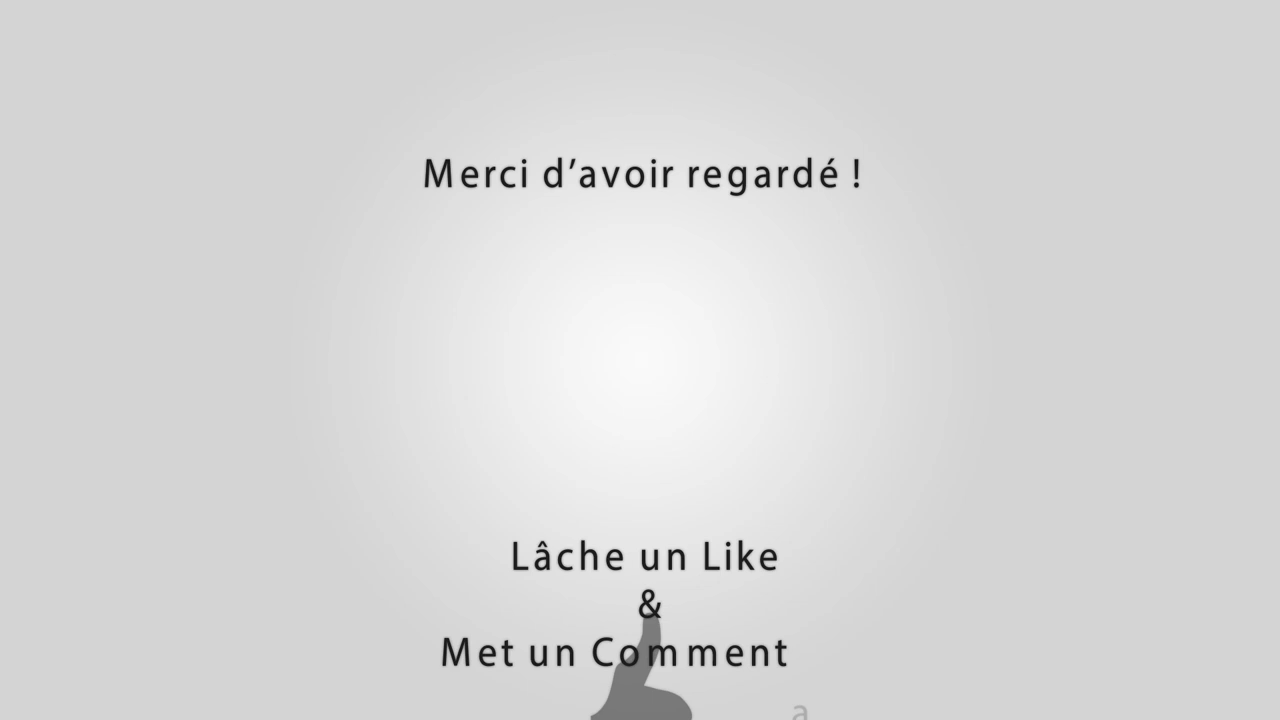 Merci d’avoir regardé !
Lâche un Like
&
Met un Comment
a